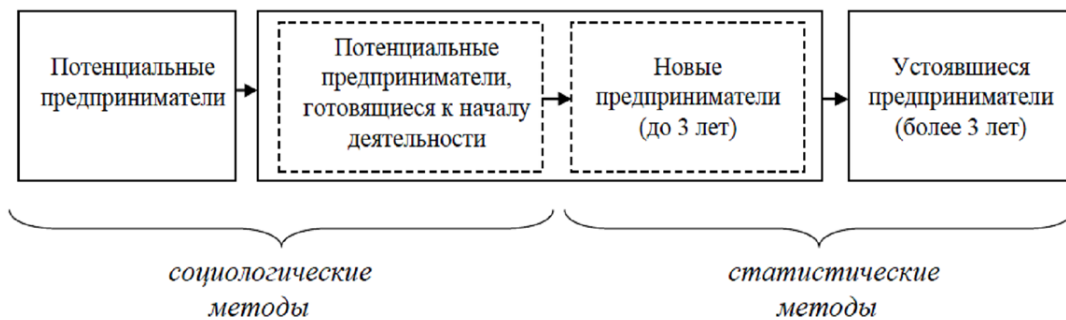 Потенциальные
предприниматели
Потенциальные
предприниматели,
готовящиеся к началу
деятельности
Новые
предприниматели
(до 3 лет)
Устоявшиеся
предприниматели
(более 3 лет)
социологические
методы
статистические
методы